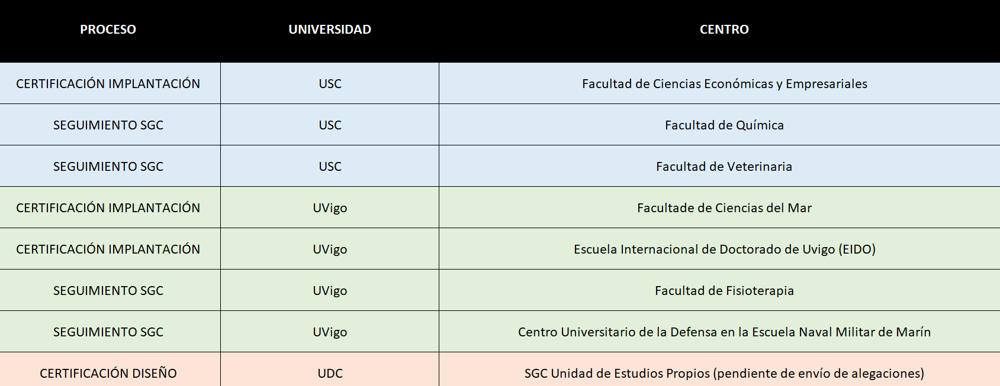 PROCESO UNIVERSIDAD CENTRO
CERTIFICACIÓN IMPLANTACIÓN USC Facultad de Ciencias Económicas y Empresariales
SEGUIMIENTO SGC USC Facultad de Química
SEGUIMIENTO SGC USC Facultad de Veterinaria
CERTIFICACIÓN IMPLANTACIÓN UVigo Facultade de Ciencias del Mar
CERTIFICACIÓN IMPLANTACIÓN UVigo Escuela Internacional de Doctorado de Uvigo (EIDO)
SEGUIMIENTO SGC UVigo Facultad de Fisioterapia
SEGUIMIENTO SGC UVigo Centro Universitario de la Defensa en la Escuela Naval Militar de Marín
CERTIFICACIÓN DISEÑO UDC SGC Unidad de Estudios Propios (pendiente de envío de alegaciones)